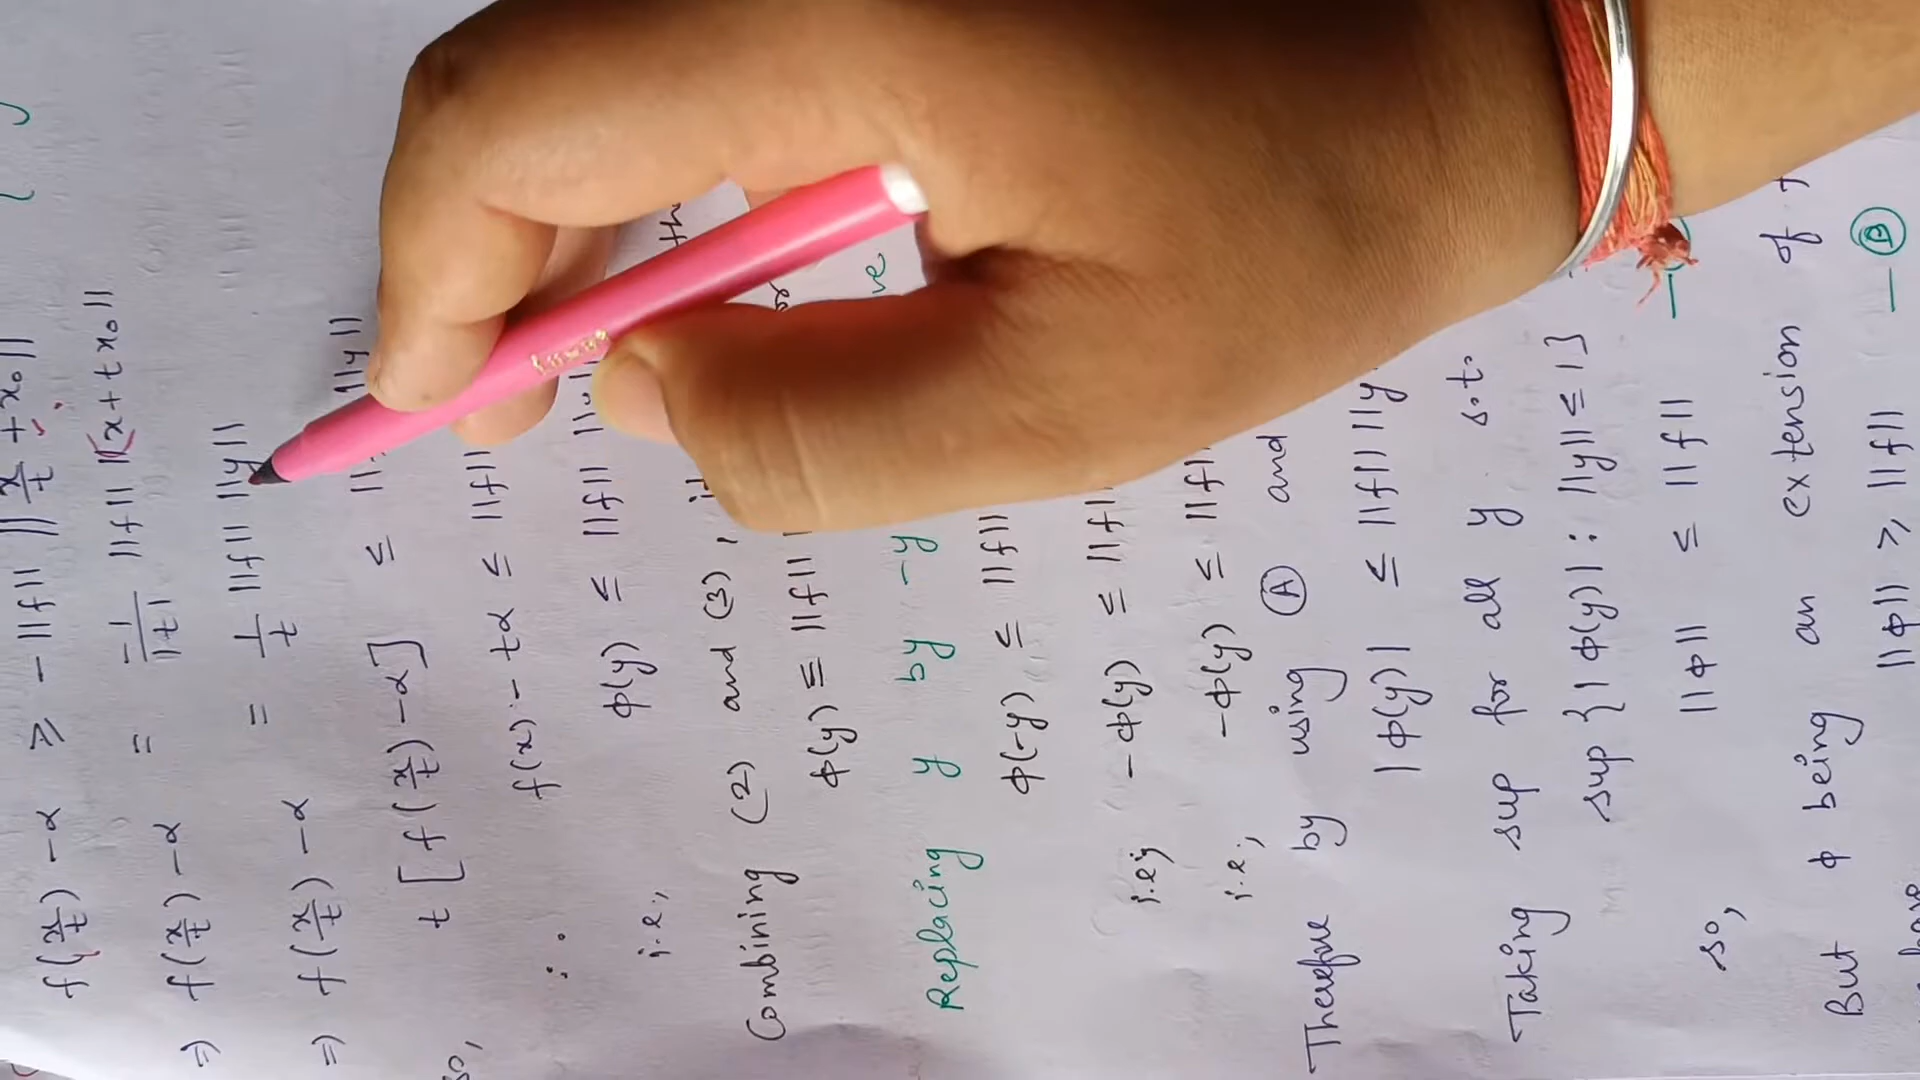 f(x/t) - α ≥ - ||f|| ||x/t + x₀||
⇒ f(x/t) - α = -1/|t| ||f|| ||(x + t x₀||
⇒ f(x/t) - α = 1/t ||f|| ||y||
so, t [f(x/t) - α] ≤ ||y||
∴ f(x) - tα ≤ ||f||
i.e., φ(y) ≤ ||f||
Combining (2) and (3),
φ(y) ≤ ||f||
Replacing y by -y
φ(-y) ≤ ||f||
i.e; -φ(y) ≤ ||f||
i.e; -φ(y) ≤ ||f||
Therefore by using Ⓐ and
|φ(y)| ≤ ||f|| ||y
Taking sup for all y s.t.
sup {|φ(y)| : ||y|| ≤ 1}
so, ||φ|| ≤ ||f||
But φ being an extension of f
||φ|| ≥ ||f|| — Ⓑ